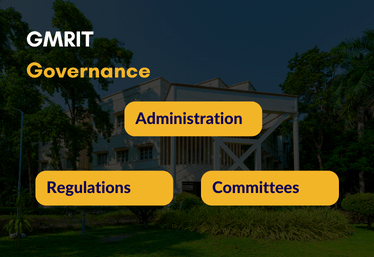 GMRIT
Governance
Administration
Regulations
Committees